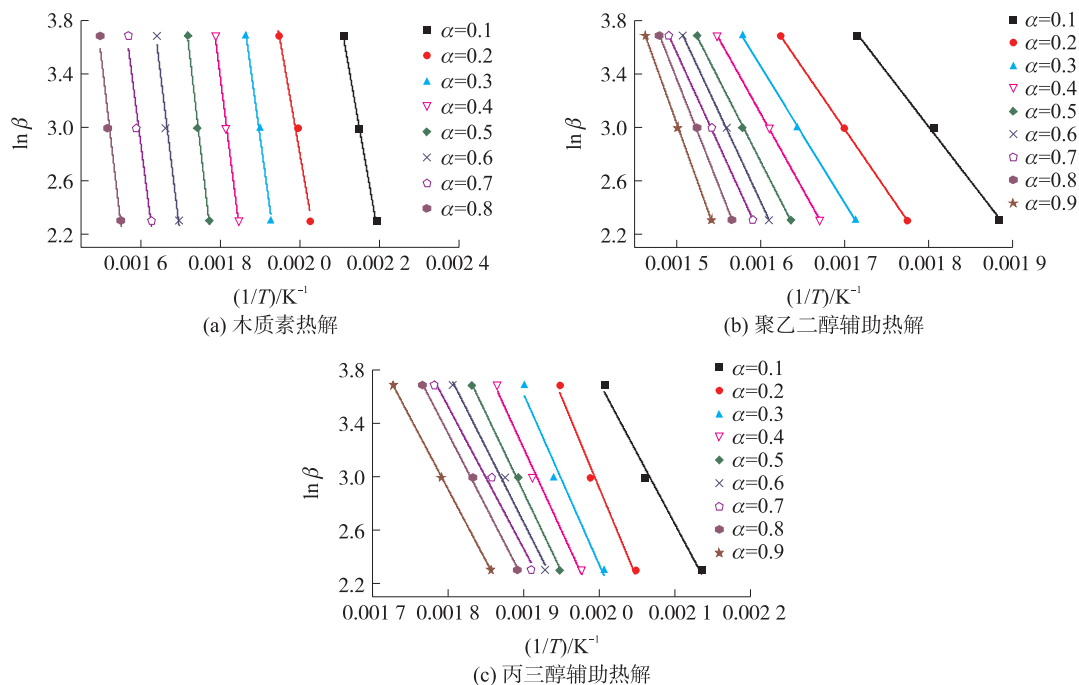 3.8
3.4
3.0
2.6
2.2
ln β
0.001 6
0.001 8
0.002 0
0.002 2
0.002 4
(1/T)/K⁻¹
α=0.1
α=0.2
α=0.3
α=0.4
α=0.5
α=0.6
α=0.7
α=0.8
(a) 木质素热解
3.8
3.4
3.0
2.6
2.2
ln β
0.001 5
0.001 6
0.001 7
0.001 8
0.001 9
(1/T)/K⁻¹
α=0.1
α=0.2
α=0.3
α=0.4
α=0.5
α=0.6
α=0.7
α=0.8
α=0.9
(b) 聚乙二醇辅助热解
3.8
3.4
3.0
2.6
2.2
ln β
0.001 7
0.001 8
0.001 9
0.002 0
0.002 1
0.002 2
(1/T)/K⁻¹
α=0.1
α=0.2
α=0.3
α=0.4
α=0.5
α=0.6
α=0.7
α=0.8
α=0.9
(c) 丙三醇辅助热解